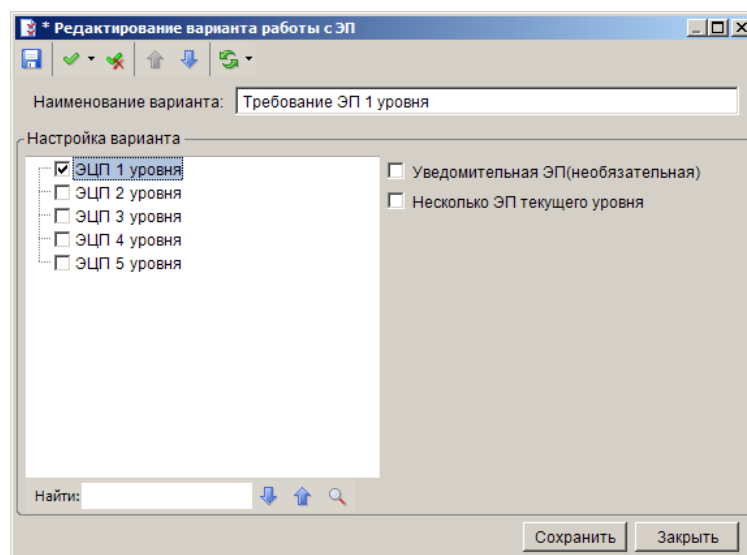 * Редактирование варианта работы с ЭП
Наименование варианта: Требование ЭП 1 уровня
Настройка варианта
ЭЦП 1 уровня
ЭЦП 2 уровня
ЭЦП 3 уровня
ЭЦП 4 уровня
ЭЦП 5 уровня
Уведомительная ЭП(необязательная)
Несколько ЭП текущего уровня
Найти:
Сохранить Закрыть